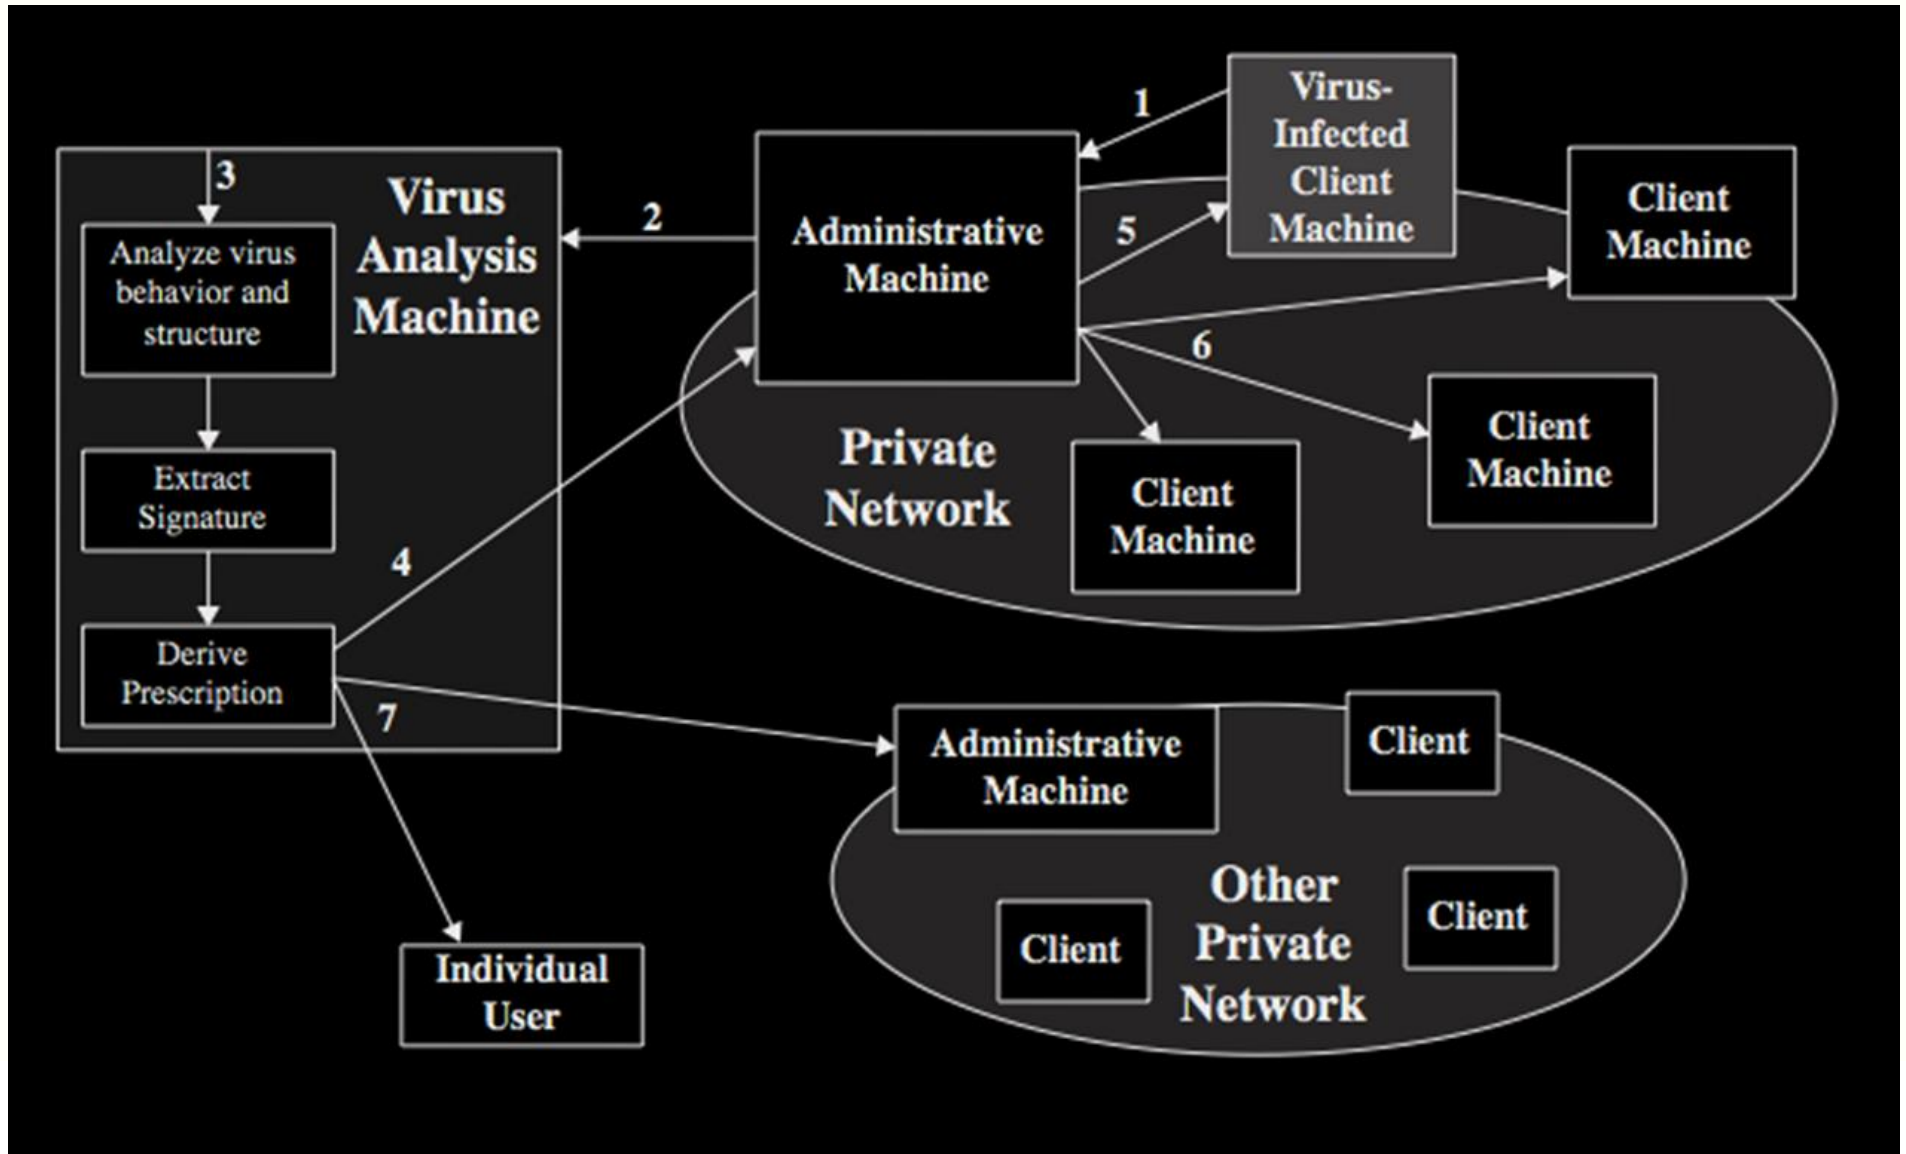 1
Virus-
Infected
Client
Machine
3
Virus
Analysis
Machine
2
Administrative
Machine
5
Client
Machine
Analyze virus
behavior and
structure
6
Client
Machine
Private
Network
Client
Machine
Extract
Signature
4
Derive
Prescription
7
Administrative
Machine
Client
Other
Private
Network
Client
Client
Individual
User